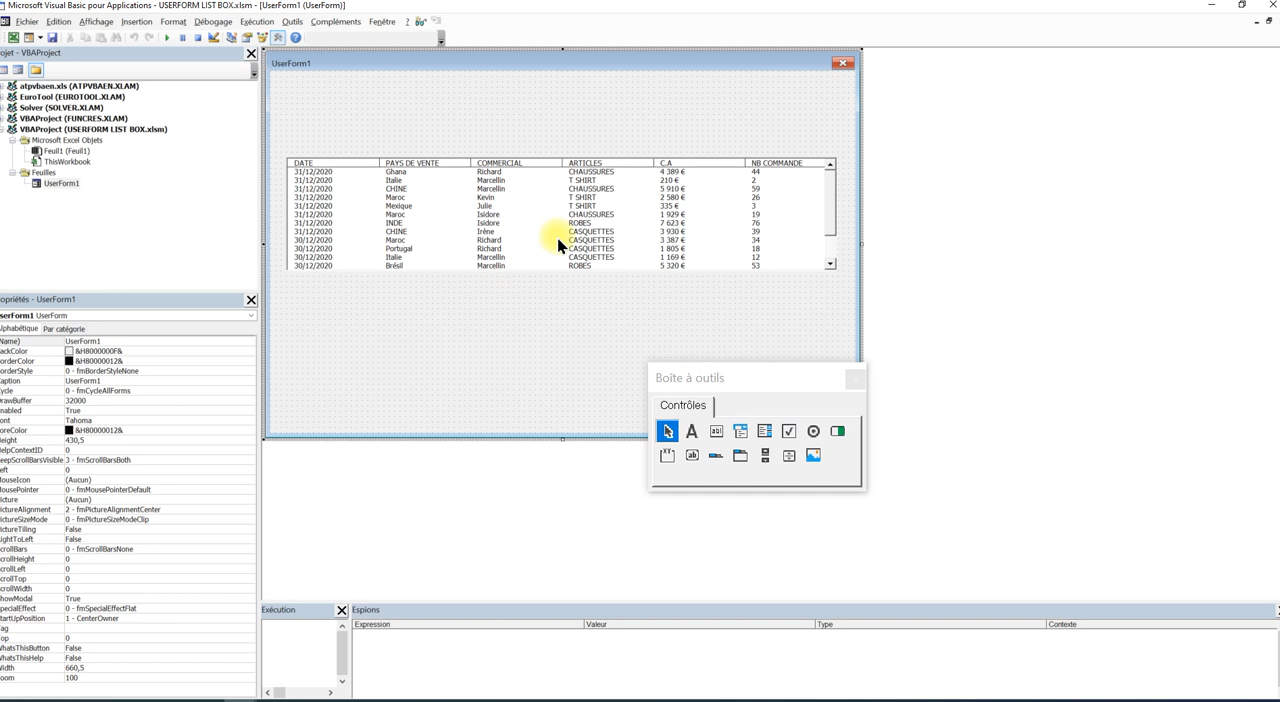 Microsoft Visual Basic pour Applications - USERFORM LIST BOX.xlsm - [UserForm1 (UserForm)]
Fichier Edition Affichage Insertion Format Débogage Exécution Outils Compléments Fenêtre ?
ojet - VBAProject
atpvbaen.xls (ATPVBAEN.XLAM)
EuroTool (EUROTOOL.XLAM)
Solver (SOLVER.XLAM)
VBAProject (FUNCRES.XLAM)
VBAProject (USERFORM LIST BOX.xlsm)
Microsoft Excel Objets
Feuil1 (Feuil1)
ThisWorkbook
Feuilles
UserForm1
opriétés - UserForm1
serForm1 UserForm
lphabétique Par catégorie
Name) UserForm1
ackColor &H8000000F&
orderColor &H80000012&
orderStyle 0 - fmBorderStyleNone
aption UserForm1
ycle 0 - fmCycleAllForms
rawBuffer 32000
nabled True
ont Tahoma
oreColor &H80000012&
eight 430,5
elpContextID 0
eepScrollBarsVisible 3 - fmScrollBarsBoth
eft 0
louseIcon (Aucun)
ousePointer 0 - fmMousePointerDefault
icture (Aucun)
ictureAlignment 2 - fmPictureAlignmentCenter
ictureSizeMode 0 - fmPictureSizeModeClip
ictureTiling False
ightToLeft False
crollBars 0 - fmScrollBarsNone
crollHeight 0
crollLeft 0
crollTop 0
crollWidth 0
howModal True
pecialEffect 0 - fmSpecialEffectFlat
tartUpPosition 1 - CenterOwner
ag
op 0
hatsThisButton False
hatsThisHelp False
idth 660,5
oom 100
UserForm1
DATE PAYS DE VENTE COMMERCIAL ARTICLES C.A NB COMMANDE
31/12/2020 Ghana Richard CHAUSSURES 4 389 € 44
31/12/2020 Italie Marcellin T SHIRT 210 € 2
31/12/2020 CHINE Marcellin CHAUSSURES 5 910 € 59
31/12/2020 Maroc Kevin T SHIRT 2 580 € 26
31/12/2020 Mexique Julie T SHIRT 335 € 3
31/12/2020 Maroc Isidore CHAUSSURES 1 929 € 19
31/12/2020 INDE Isidore ROBES 7 623 € 76
31/12/2020 CHINE Irène CASQUETTES 3 930 € 39
30/12/2020 Maroc Richard CASQUETTES 3 387 € 34
30/12/2020 Portugal Richard CASQUETTES 1 805 € 18
30/12/2020 Italie Marcellin CASQUETTES 1 169 € 12
30/12/2020 Brésil Marcellin ROBES 5 320 € 53
Boîte à outils
Contrôles
Exécution
Espions
Expression Valeur Type Contexte